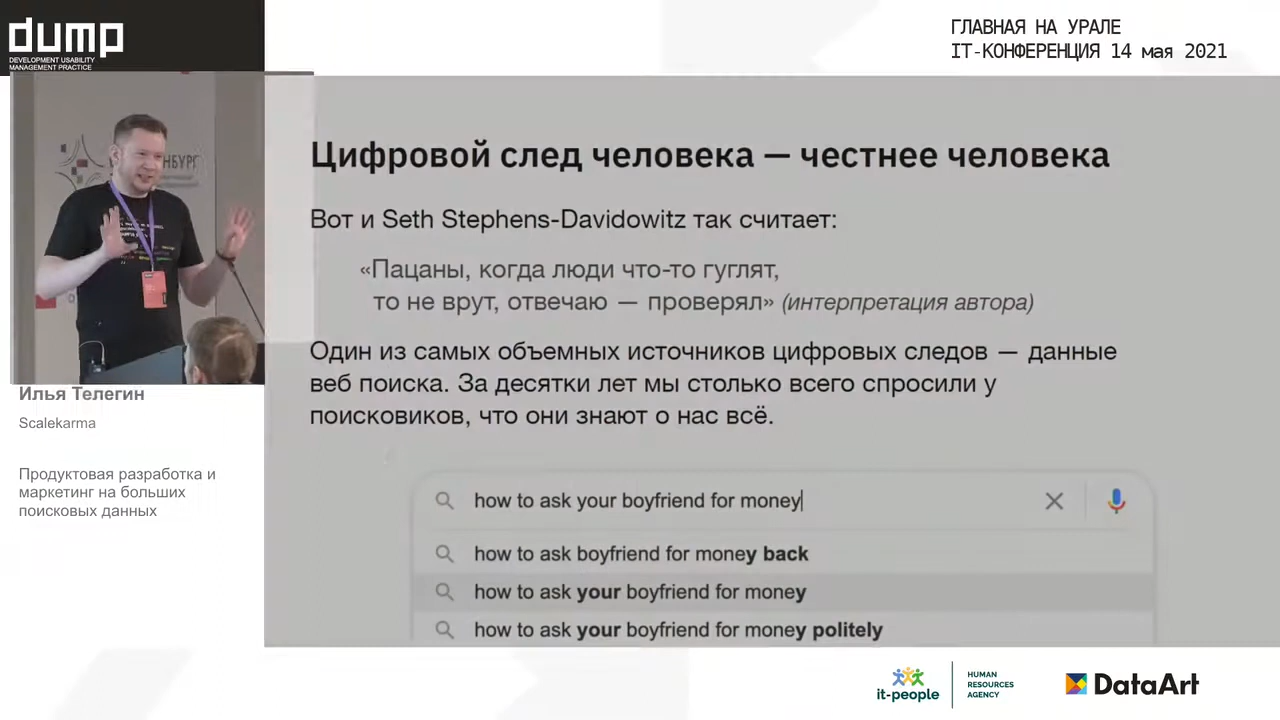 dump
DEVELOPMENT USABILITY
MANAGEMENT PRACTICE
ГЛАВНАЯ НА УРАЛЕ
IT-КОНФЕРЕНЦИЯ 14 мая 2021
Цифровой след человека — честнее человека
Вот и Seth Stephens-Davidowitz так считает:
«Пацаны, когда люди что-то гуглят,
то не врут, отвечаю — проверял» (интерпретация автора)
Один из самых объемных источников цифровых следов — данные
веб поиска. За десятки лет мы столько всего спросили у
поисковиков, что они знают о нас всё.
how to ask your boyfriend for money
how to ask boyfriend for money back
how to ask your boyfriend for money
how to ask your boyfriend for money politely
Илья Телегин
Scalekarma
Продуктовая разработка и
маркетинг на больших
поисковых данных
it-people
HUMAN
RESOURCES
AGENCY
DataArt